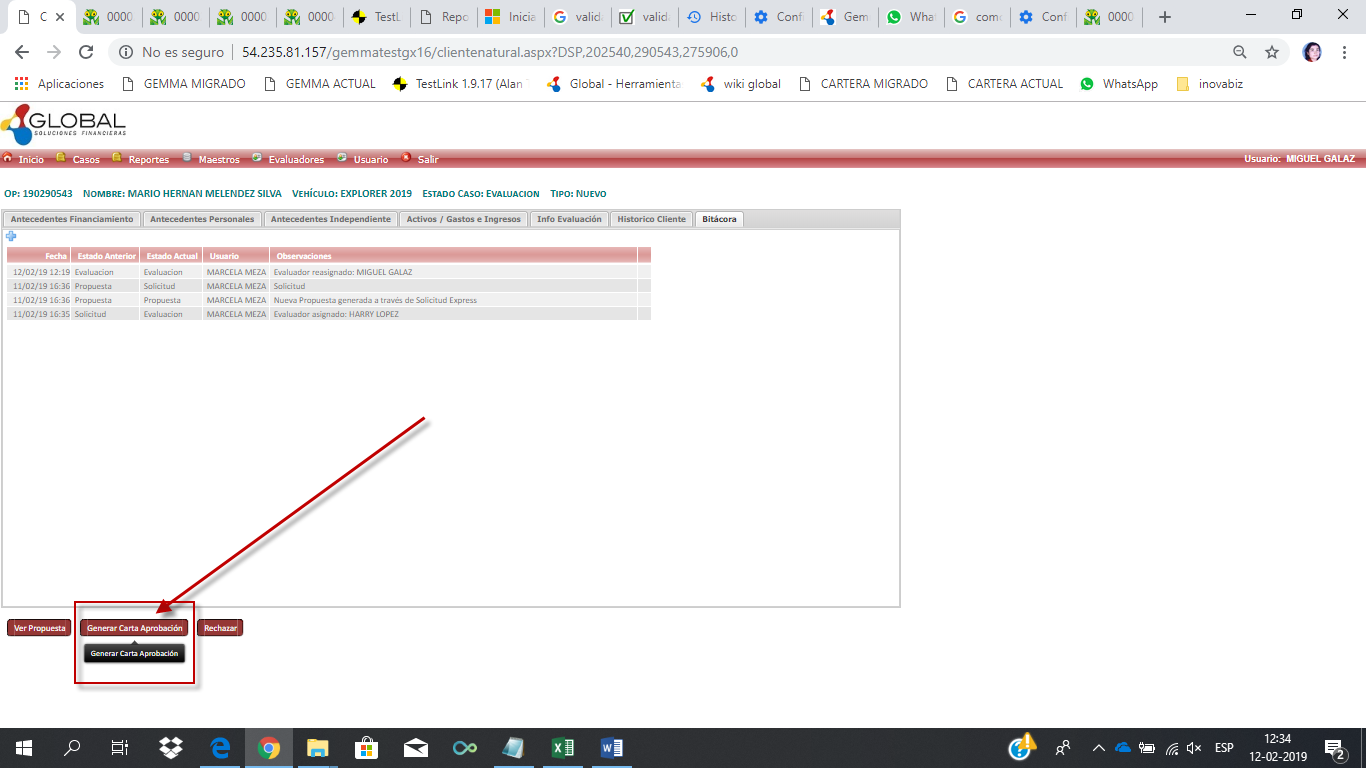 C
0000
0000
0000
0000
TestL
Repo
Inicia
valida
valida
Histo
Confi
Gem
What
como
Conf
0000
No es seguro
54.235.81.157/gemmatestgx16/clientenatural.aspx?DSP,202540,290543,275906,0
Aplicaciones
GEMMA MIGRADO
GEMMA ACTUAL
TestLink 1.9.17 (Alan
Global - Herramienta
wiki global
CARTERA MIGRADO
CARTERA ACTUAL
WhatsApp
inovabiz
GLOBAL
SOLUCIONES FINANCIERAS
Inicio Casos Reportes Maestros Evaluadores Usuario Salir
Usuario: MIGUEL GALAZ
Op: 190290543 Nombre: MARIO HERNAN MELENDEZ SILVA Vehículo: EXPLORER 2019 Estado Caso: Evaluacion Tipo: Nuevo
Antecedentes Financiamiento Antecedentes Personales Antecedentes Independiente Activos / Gastos e Ingresos Info Evaluación Historico Cliente Bitácora
Fecha Estado Anterior Estado Actual Usuario Observaciones
12/02/19 12:19 Evaluacion Evaluacion MARCELA MEZA Evaluador reasignado: MIGUEL GALAZ
11/02/19 16:36 Propuesta Solicitud MARCELA MEZA Solicitud
11/02/19 16:36 Propuesta Propuesta MARCELA MEZA Nueva Propuesta generada a través de Solicitud Express
11/02/19 16:35 Solicitud Evaluacion MARCELA MEZA Evaluador asignado: HARRY LOPEZ
Ver Propuesta Generar Carta Aprobación Rechazar
Generar Carta Aprobación
ESP
12:34
12-02-2019
2